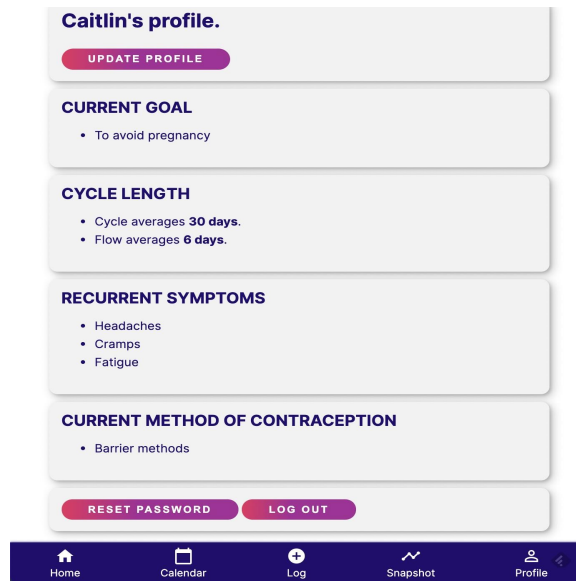 Caitlin's profile.
UPDATE PROFILE
CURRENT GOAL
To avoid pregnancy
CYCLE LENGTH
Cycle averages 30 days.
Flow averages 6 days.
RECURRENT SYMPTOMS
Headaches
Cramps
Fatigue
CURRENT METHOD OF CONTRACEPTION
Barrier methods
RESET PASSWORD LOG OUT
Home Calendar Log Snapshot Profile